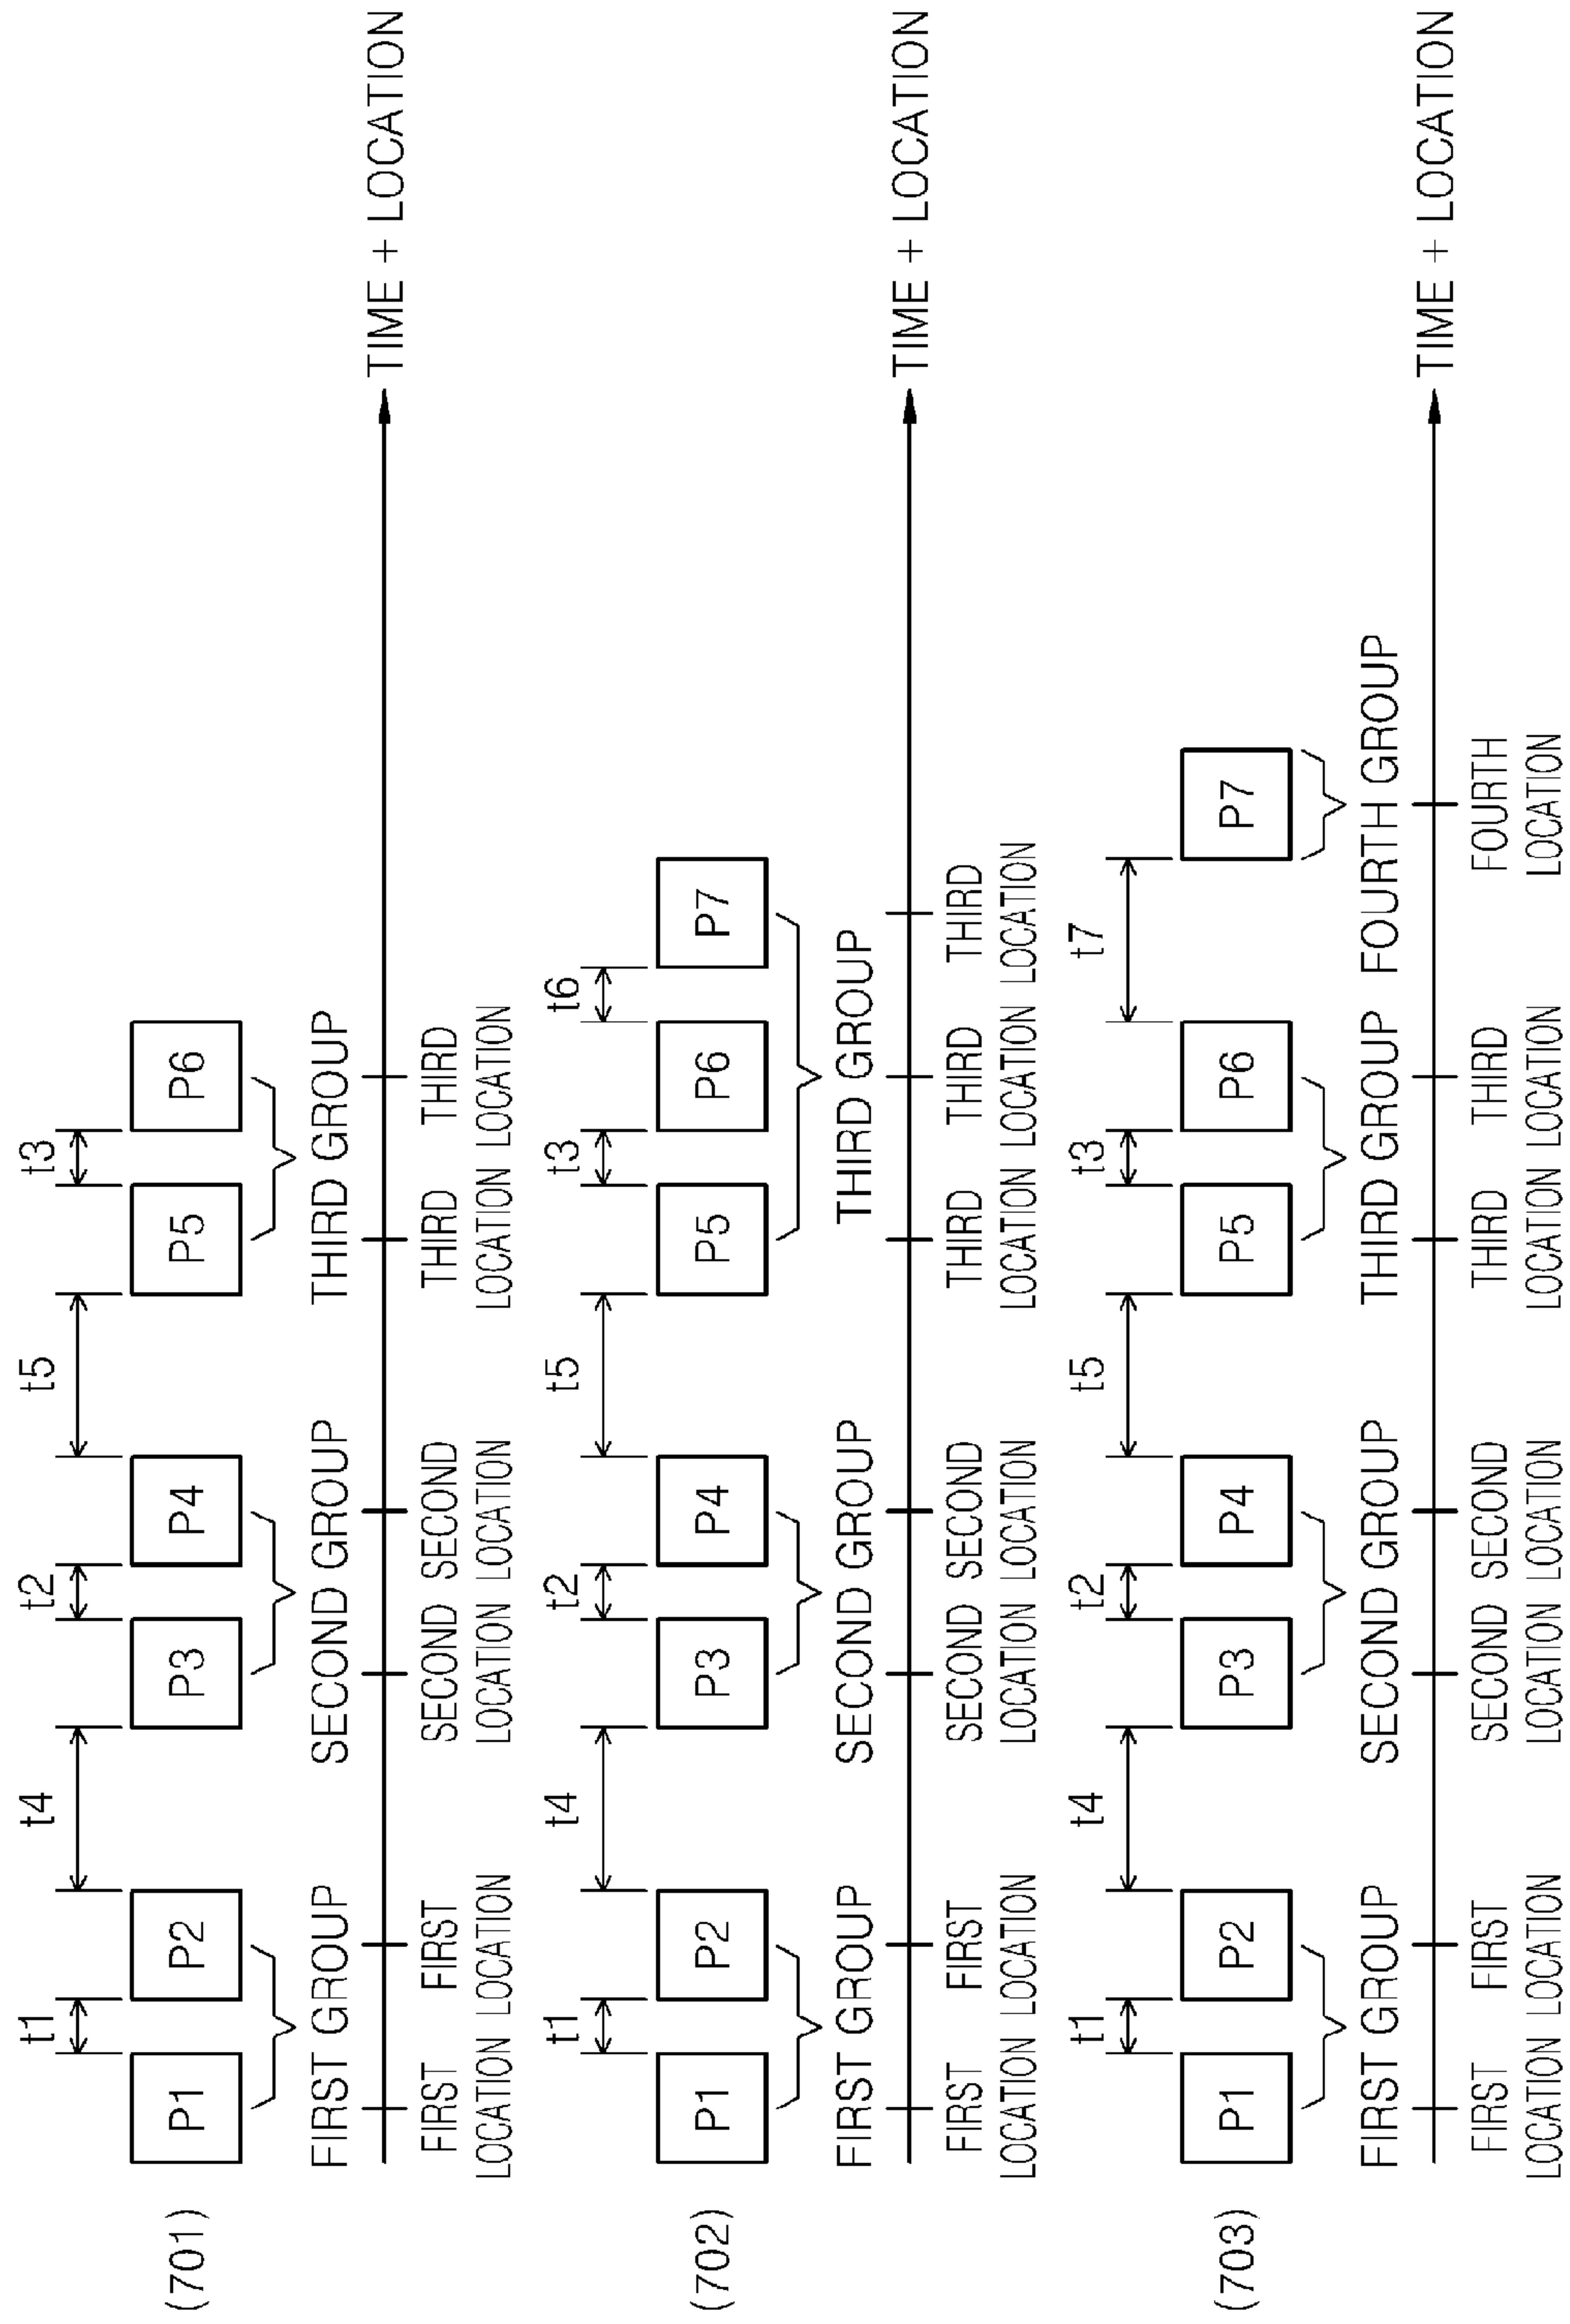 t1 t4 t2 t5 t3
(701) P1 P2 P3 P4 P5 P6
FIRST GROUP SECOND GROUP THIRD GROUP
TIME + LOCATION
FIRST FIRST SECOND SECOND THIRD THIRD
LOCATION LOCATION LOCATION LOCATION LOCATION LOCATION
t1 t4 t2 t5 t3 t6
(702) P1 P2 P3 P4 P5 P6 P7
FIRST GROUP SECOND GROUP THIRD GROUP
TIME + LOCATION
FIRST FIRST SECOND SECOND THIRD THIRD THIRD
LOCATION LOCATION LOCATION LOCATION LOCATION LOCATION LOCATION
t1 t4 t2 t5 t3 t7
(703) P1 P2 P3 P4 P5 P6 P7
FIRST GROUP SECOND GROUP THIRD GROUP FOURTH GROUP
TIME + LOCATION
FIRST FIRST SECOND SECOND THIRD THIRD FOURTH
LOCATION LOCATION LOCATION LOCATION LOCATION LOCATION LOCATION